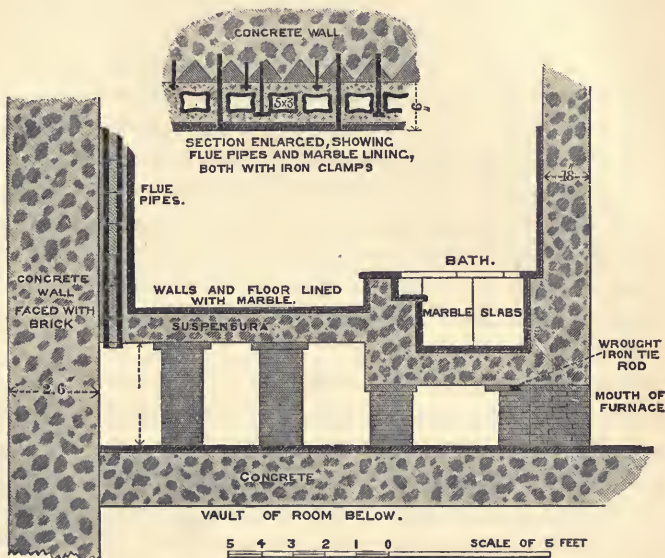 CONCRETE WALL
5x3
6"
SECTION ENLARGED, SHOWING
FLUE PIPES AND MARBLE LINING,
BOTH WITH IRON CLAMPS
FLUE
PIPES.
18
CONCRETE
WALL
FACED WITH
BRICK
BATH.
WALLS AND FLOOR LINED
WITH MARBLE.
MARBLE SLABS
SUSPENSURA
WROUGHT
IRON TIE
ROD
2.6
MOUTH OF
FURNACE
CONCRETE
VAULT OF ROOM BELOW.
5 4 3 2 1 0 SCALE OF 5 FEET